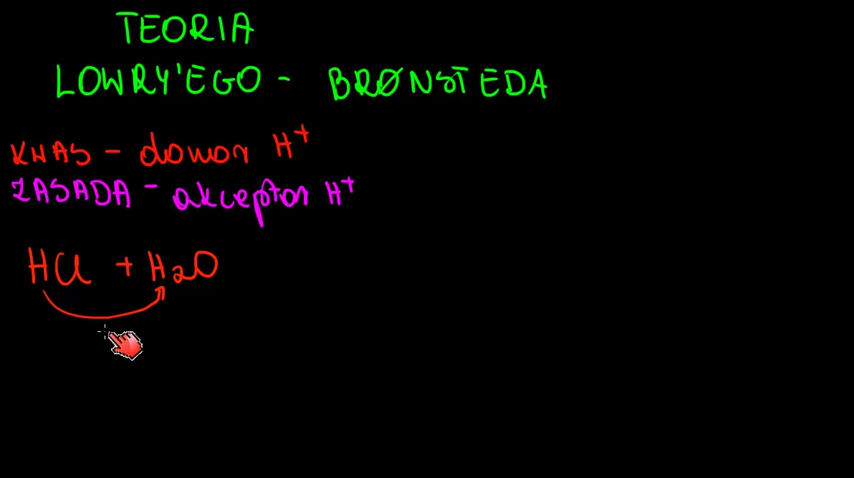 TEORIA
LOWRY'EGO - BRØNSTEDA
KWAS - donor H⁺
ZASADA - akceptor H⁺
HCl + H₂O